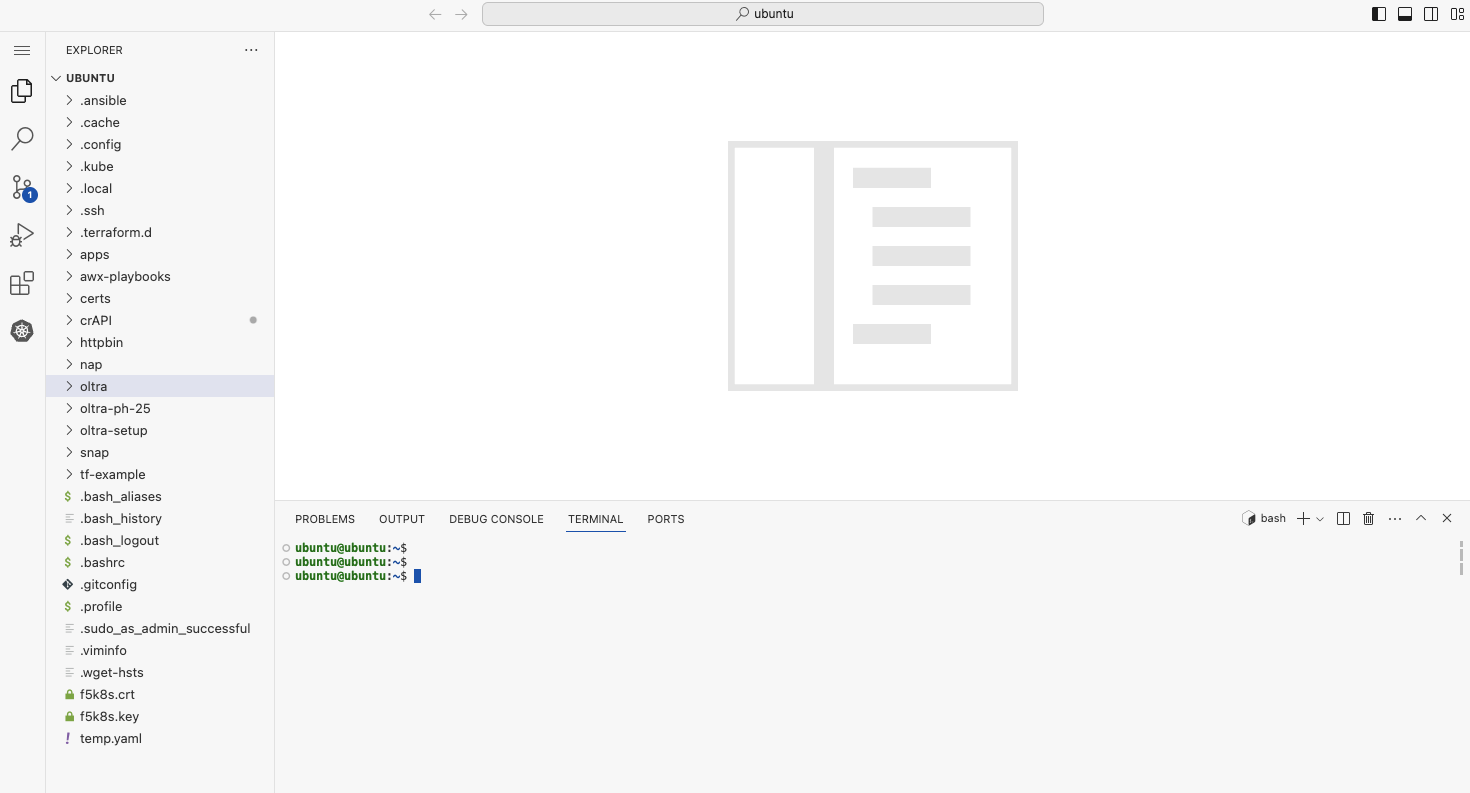 ubuntu
EXPLORER
UBUNTU
.ansible
.cache
.config
.kube
.local
.ssh
.terraform.d
apps
awx-playbooks
certs
crAPI
httpbin
nap
oltra
oltra-ph-25
oltra-setup
snap
tf-example
$ .bash_aliases
.bash_history
$ .bash_logout
$ .bashrc
.gitconfig
$ .profile
.sudo_as_admin_successful
.viminfo
.wget-hsts
f5k8s.crt
f5k8s.key
! temp.yaml
1
PROBLEMS OUTPUT DEBUG CONSOLE TERMINAL PORTS bash
ubuntu@ubuntu:~$
ubuntu@ubuntu:~$
ubuntu@ubuntu:~$